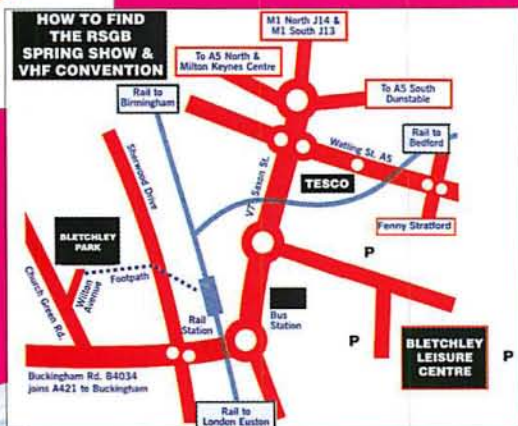 HOW TO FIND
THE RSGB
SPRING SHOW &
VHF CONVENTION
M1 North J14 &
M1 South J13
To A5 North &
Milton Keynes Centre
To A5 South
Dunstable
Rail to
Birmingham
Rail to
Bedford
Watling St. A5
V7 Saxon St.
TESCO
Sherwood Drive
Fenny Stratford
BLETCHLEY
PARK
P
Footpath
Wilton
Avenue
Church Green Rd.
Rail
Station
Bus
Station
P
BLETCHLEY
LEISURE
CENTRE
P
Buckingham Rd. B4034
joins A421 to Buckingham
Rail to
London Euston